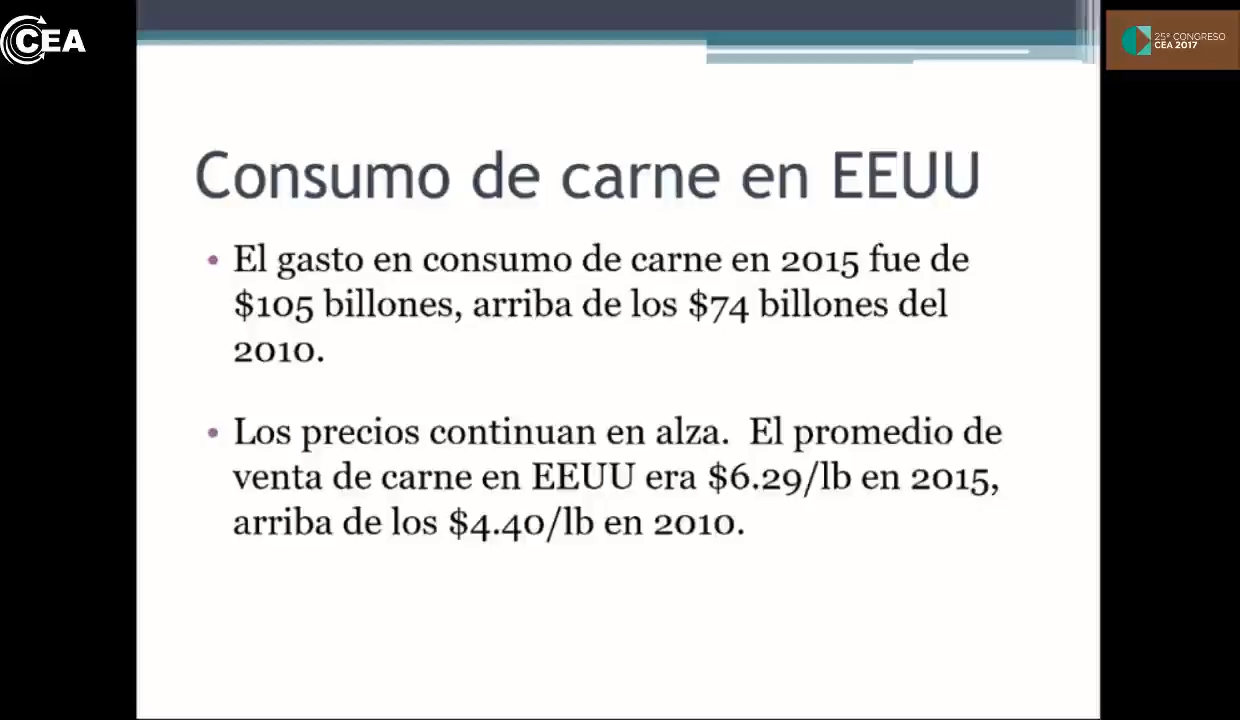 CEA
25º CONGRESO
CEA 2017
Consumo de carne en EEUU
• El gasto en consumo de carne en 2015 fue de
$105 billones, arriba de los $74 billones del
2010.
• Los precios continuan en alza.  El promedio de
venta de carne en EEUU era $6.29/lb en 2015,
arriba de los $4.40/lb en 2010.